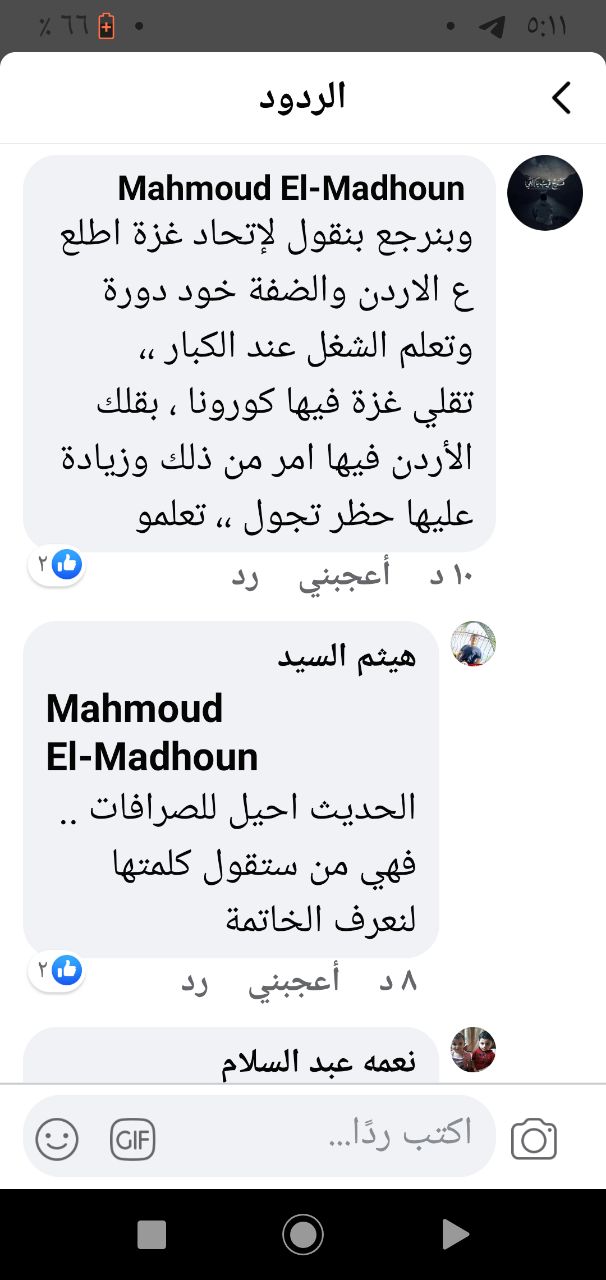 ٪ ٦٦
٥:١١
الردود
Mahmoud El-Madhoun
وبنرجع بنقول لإتحاد غزة اطلع
ع الاردن والضفة خود دورة
وتعلم الشغل عند الكبار ،،
تقلي غزة فيها كورونا ، بقلك
الأردن فيها امر من ذلك وزيادة
عليها حظر تجول ،، تعلمو
١٠ د أعجبني رد
٢
هيثم السيد
Mahmoud
El-Madhoun
الحديث احيل للصرافات ..
فهي من ستقول كلمتها
لنعرف الخاتمة
٨ د أعجبني رد
٢
نعمه عبد السلام
اكتب ردًا...
GIF